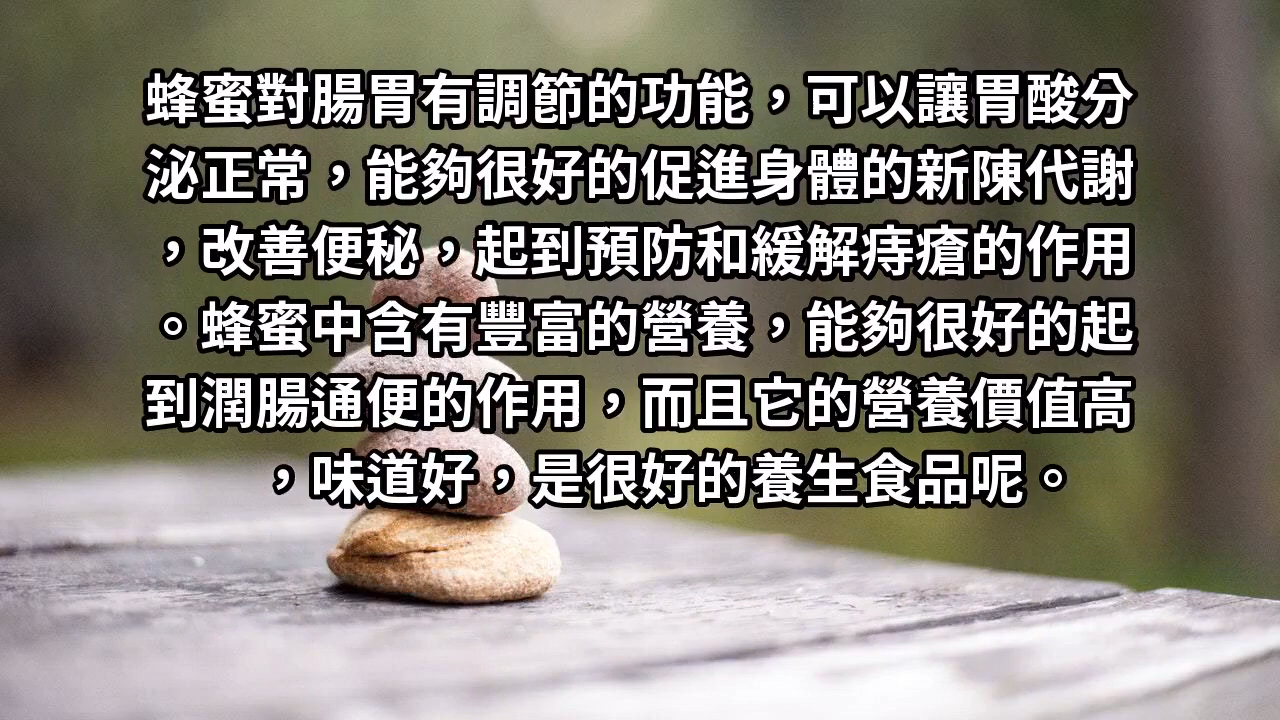 蜂蜜對腸胃有調節的功能，可以讓胃酸分
泌正常，能夠很好的促進身體的新陳代謝
，改善便秘，起到預防和緩解痔瘡的作用
。蜂蜜中含有豐富的營養，能夠很好的起
到潤腸通便的作用，而且它的營養價值高
，味道好，是很好的養生食品呢。